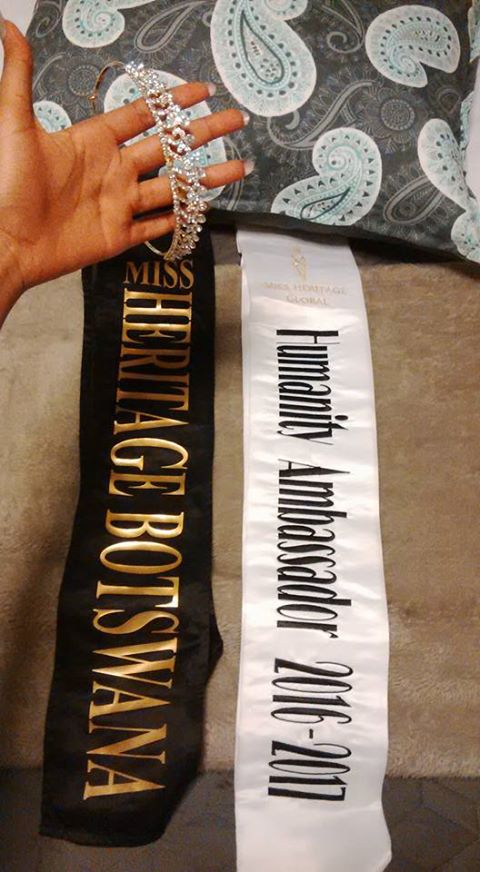 MISS
HERITAGE BOTSWANA
MISS HERITAGE
GLOBAL
Humanity Ambassador 2016-2017